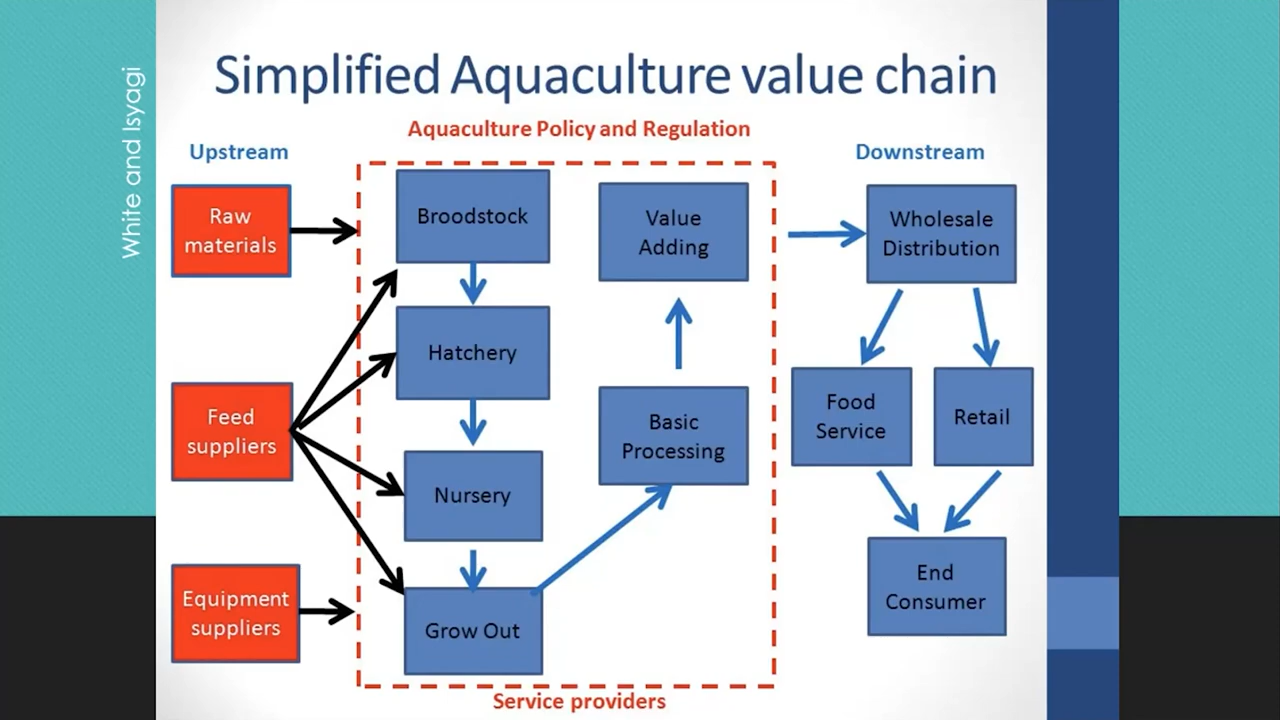 Simplified Aquaculture value chain
White and Isyagi
Aquaculture Policy and Regulation
Upstream
Downstream
Raw
materials
Feed
suppliers
Equipment
suppliers
Broodstock
Hatchery
Nursery
Grow Out
Value
Adding
Basic
Processing
Wholesale
Distribution
Food
Service
Retail
End
Consumer
Service providers